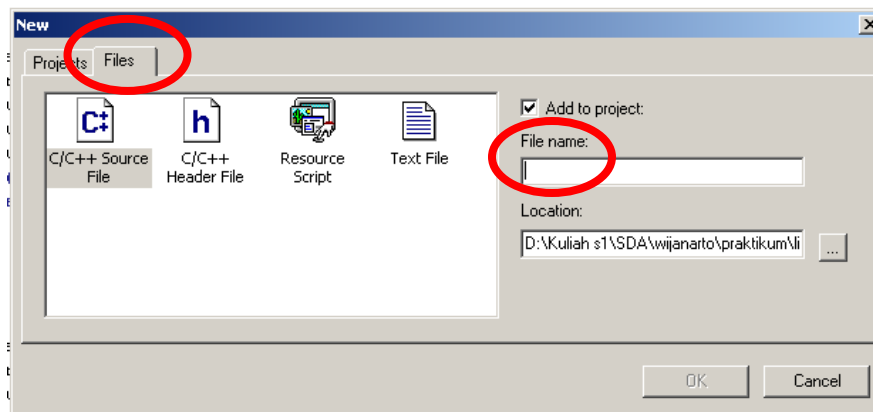 New
Projects Files
C/C++ Source File
C/C++ Header File
Resource Script
Text File
Add to project:
File name:
Location:
D:\Kuliah s1\SDA\wijanarto\praktikum\li
...
OK Cancel